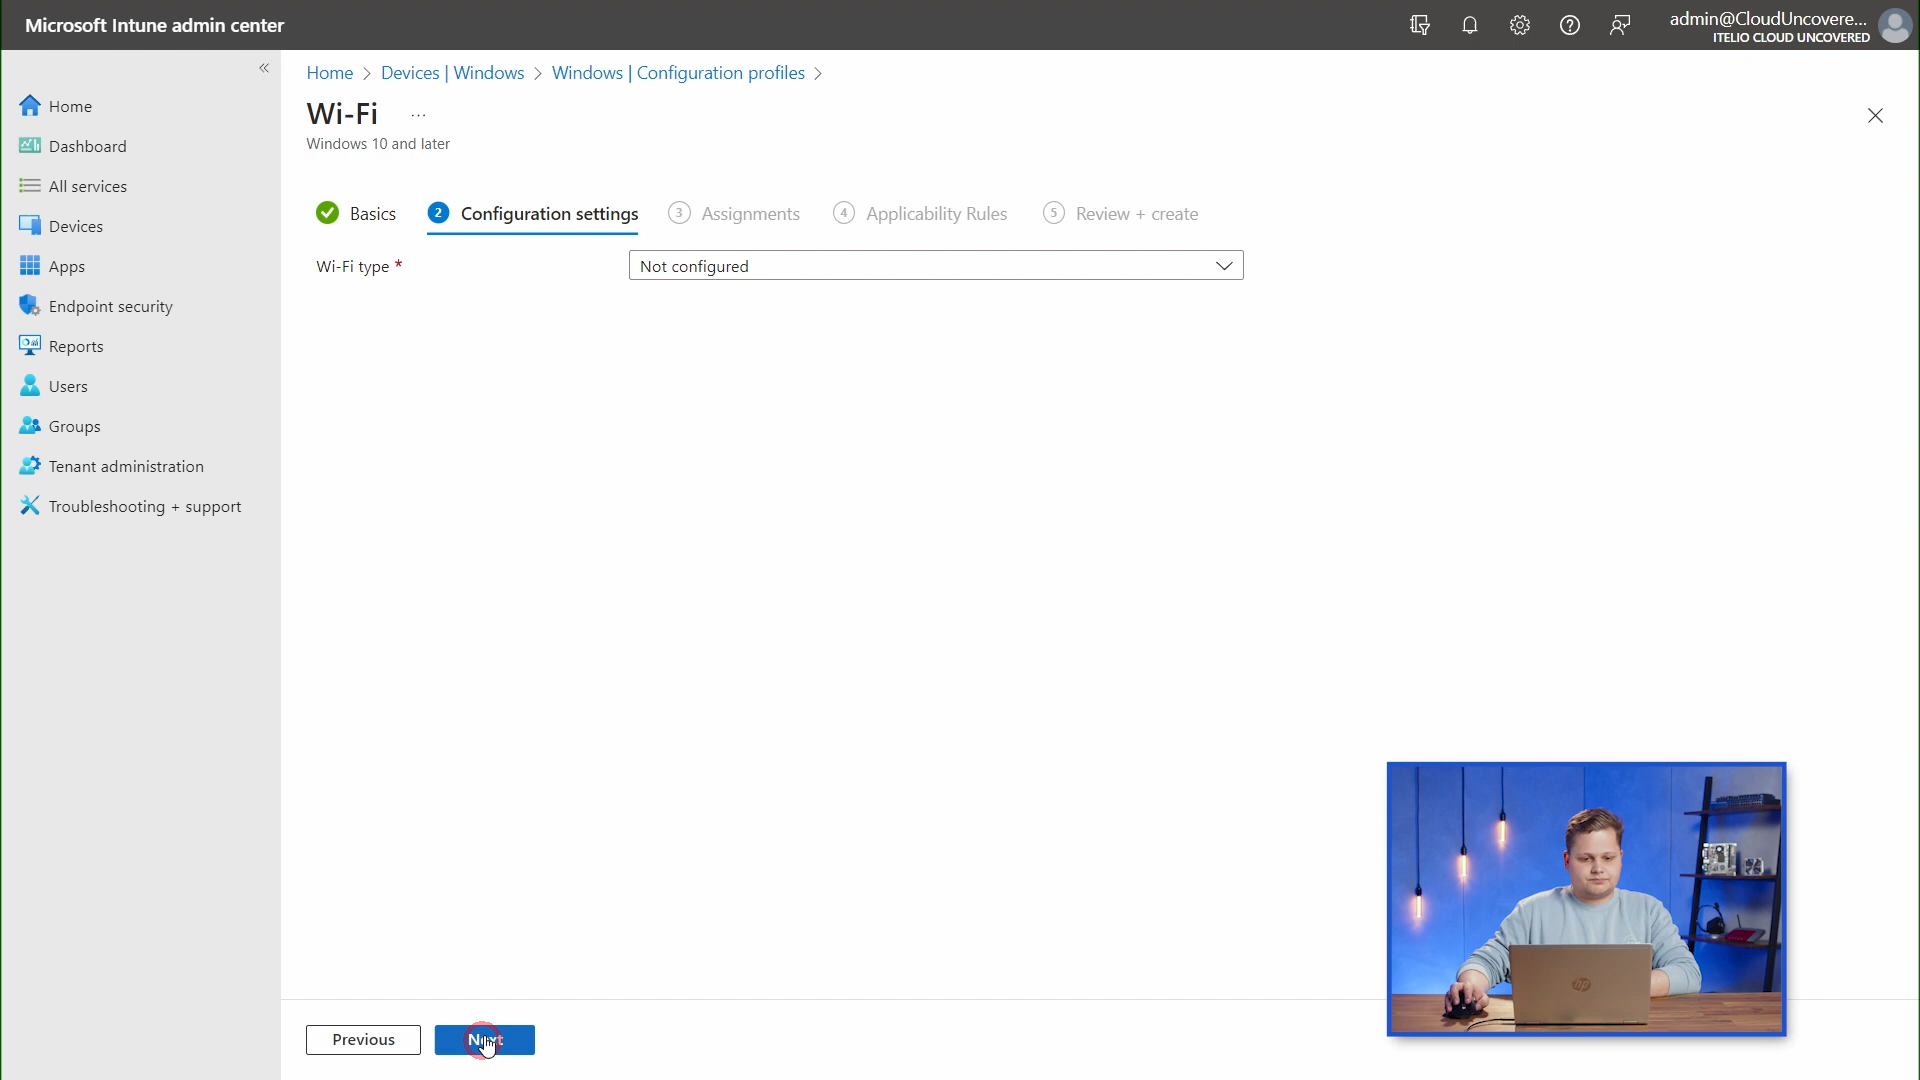 Microsoft Intune admin center
admin@CloudUncovere...
ITELIO CLOUD UNCOVERED
Home
Dashboard
All services
Devices
Apps
Endpoint security
Reports
Users
Groups
Tenant administration
Troubleshooting + support
Home > Devices | Windows > Windows | Configuration profiles >
Wi-Fi ...
Windows 10 and later
Basics 2 Configuration settings 3 Assignments 4 Applicability Rules 5 Review + create
Wi-Fi type * Not configured
Previous Next
hp